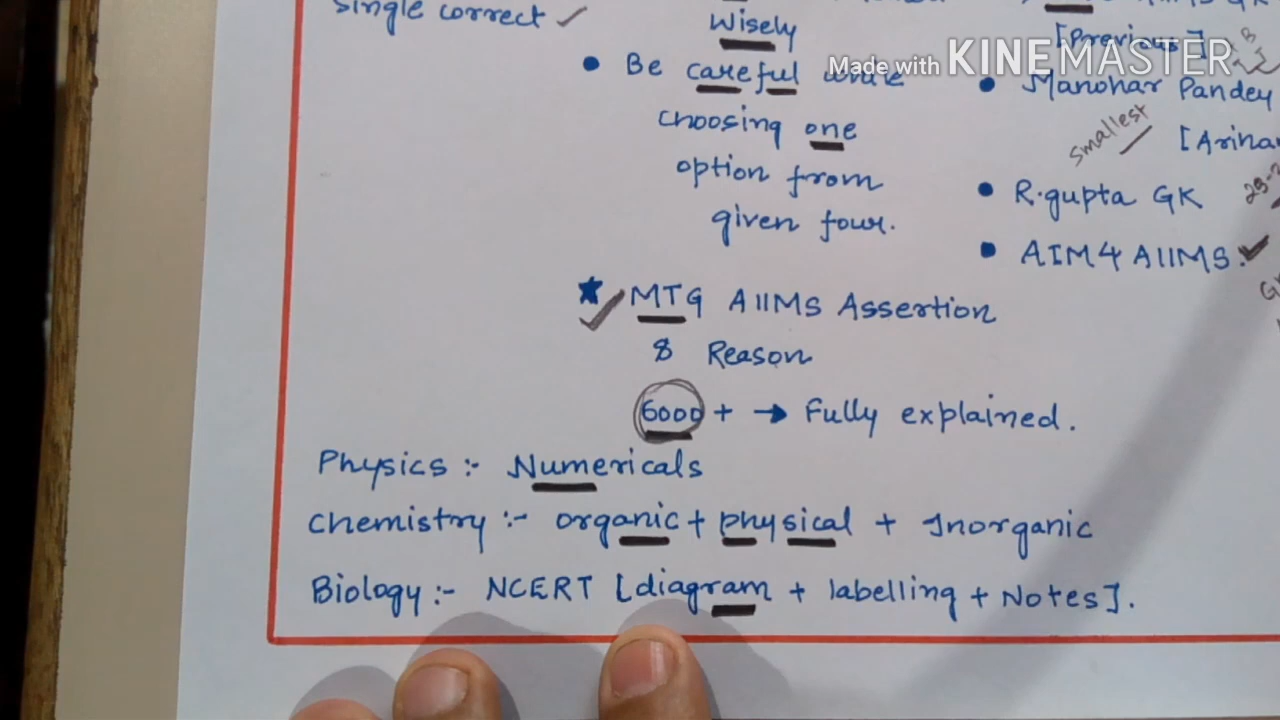 single correct ✓
Wisely
• Be careful while
choosing one
option from
given four.
★ MTG AIIMS Assertion
& Reason
6000 + → Fully explained.
[Previous]
• Manohar Pandey
smallest
• R.gupta GK
• AIM4 AIIMS.
Physics :- Numericals
Chemistry :- organic + physical + Inorganic
Biology :- NCERT [diagram + labelling + Notes].
Made with KINEMASTER